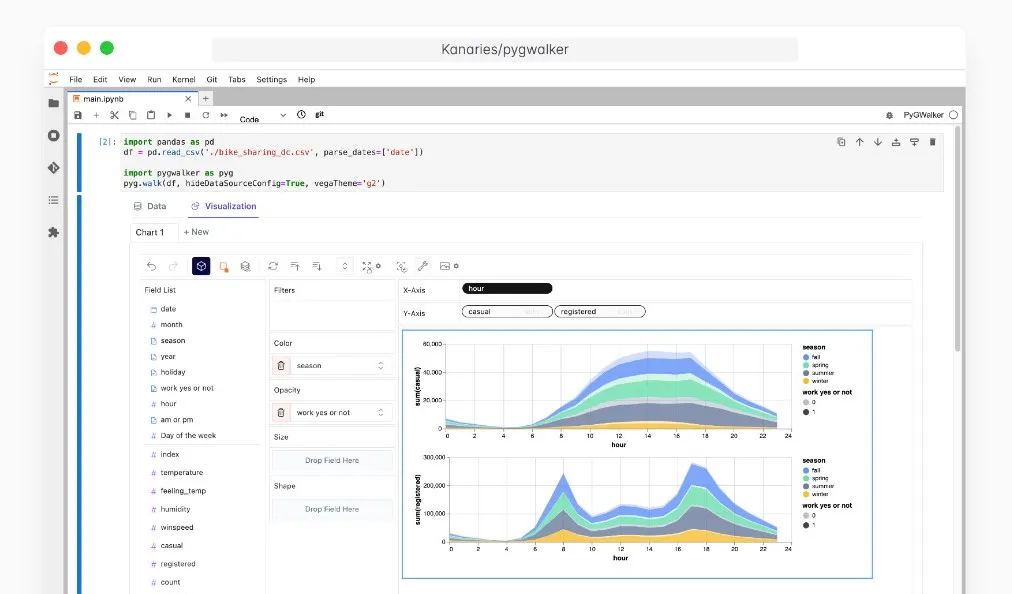 Kanaries/pygwalker
File Edit View Run Kernel Git Tabs Settings Help
main.ipynb
Code git PyGWalker
[2]: import pandas as pd
df = pd.read_csv('./bike_sharing_dc.csv', parse_dates=['date'])
import pygwalker as pyg
pyg.walk(df, hideDataSourceConfig=True, vegaTheme='g2')
Data Visualization
Chart 1 + New
Field List
date
month
season
year
holiday
work yes or not
hour
am or pm
Day of the week
index
temperature
feeling_temp
humidity
winspeed
casual
registered
count
Filters
Color
season
Opacity
work yes or not
Size
Drop Field Here
Shape
Drop Field Here
X-Axis hour
Y-Axis casual registered
sum(casual)
60,000
40,000
20,000
0
0 2 4 6 8 10 12 14 16 18 20 22 24
hour
season
fall
spring
summer
winter
work yes or not
0
1
sum(registered)
300,000
200,000
100,000
0
0 2 4 6 8 10 12 14 16 18 20 22 24
hour
season
fall
spring
summer
winter
work yes or not
0
1